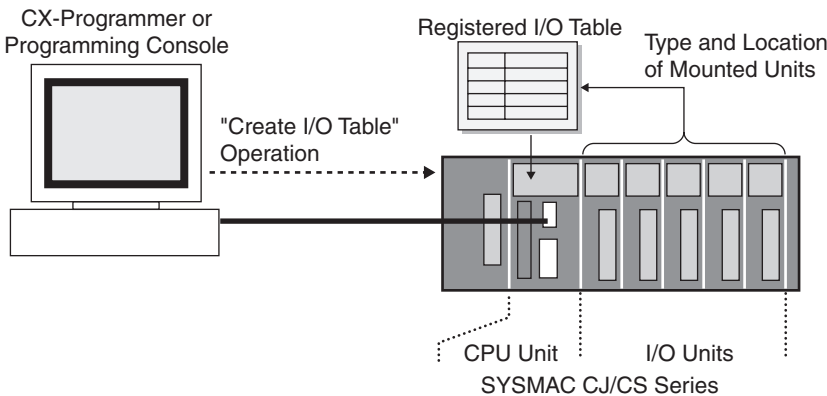 CX-Programmer or
Programming Console
Registered I/O Table
Type and Location
of Mounted Units
"Create I/O Table"
Operation
CPU Unit
I/O Units
SYSMAC CJ/CS Series